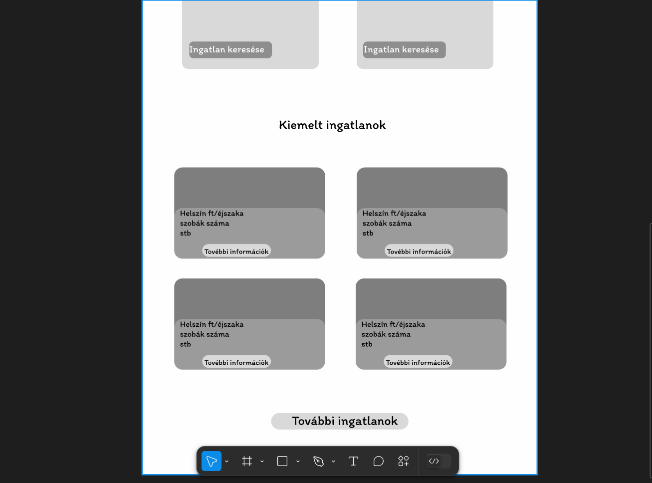 Ingatlan keresése
Ingatlan keresése
Kiemelt ingatlanok
Helszín ft/éjszaka
szobák száma
stb
További információk
Helszín ft/éjszaka
szobák száma
stb
További információk
Helszín ft/éjszaka
szobák száma
stb
További információk
Helszín ft/éjszaka
szobák száma
stb
További információk
További ingatlanok